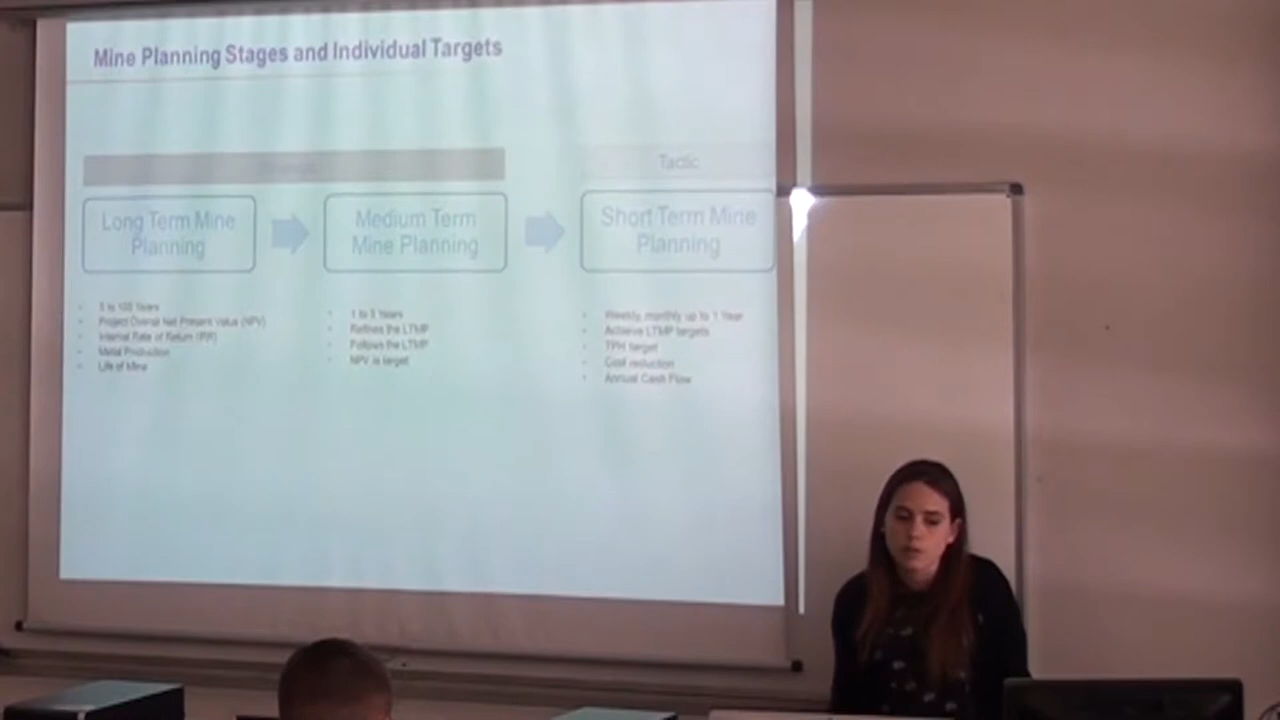 Mine Planning Stages and Individual Targets
Tactic
Long Term Mine
Planning
Medium Term
Mine Planning
Short Term Mine
Planning
5 to 100 Years
Project Overall Net Present Value (NPV)
Internal Rate of Return (IRR)
Metal Production
Life of Mine
1 to 5 Years
Refines the LTMP
Follows the LTMP
NPV is target
Weekly, monthly up to 1 Year
Achieve LTMP targets
TPH target
Cost reduction
Annual Cash Flow